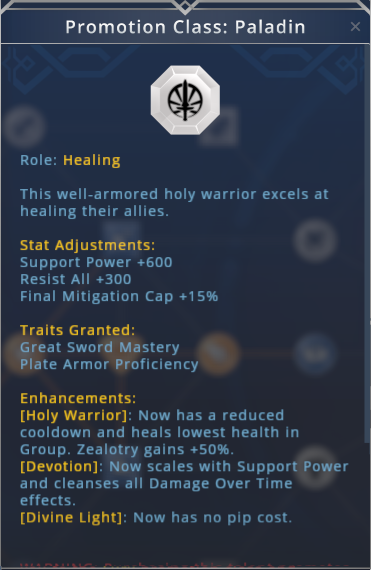 Promotion Class: Paladin
Role: Healing
This well-armored holy warrior excels at
healing their allies.
Stat Adjustments:
Support Power +600
Resist All +300
Final Mitigation Cap +15%
Traits Granted:
Great Sword Mastery
Plate Armor Proficiency
Enhancements:
[Holy Warrior]: Now has a reduced
cooldown and heals lowest health in
Group. Zealotry gains +50%.
[Devotion]: Now scales with Support Power
and cleanses all Damage Over Time
effects.
[Divine Light]: Now has no pip cost.